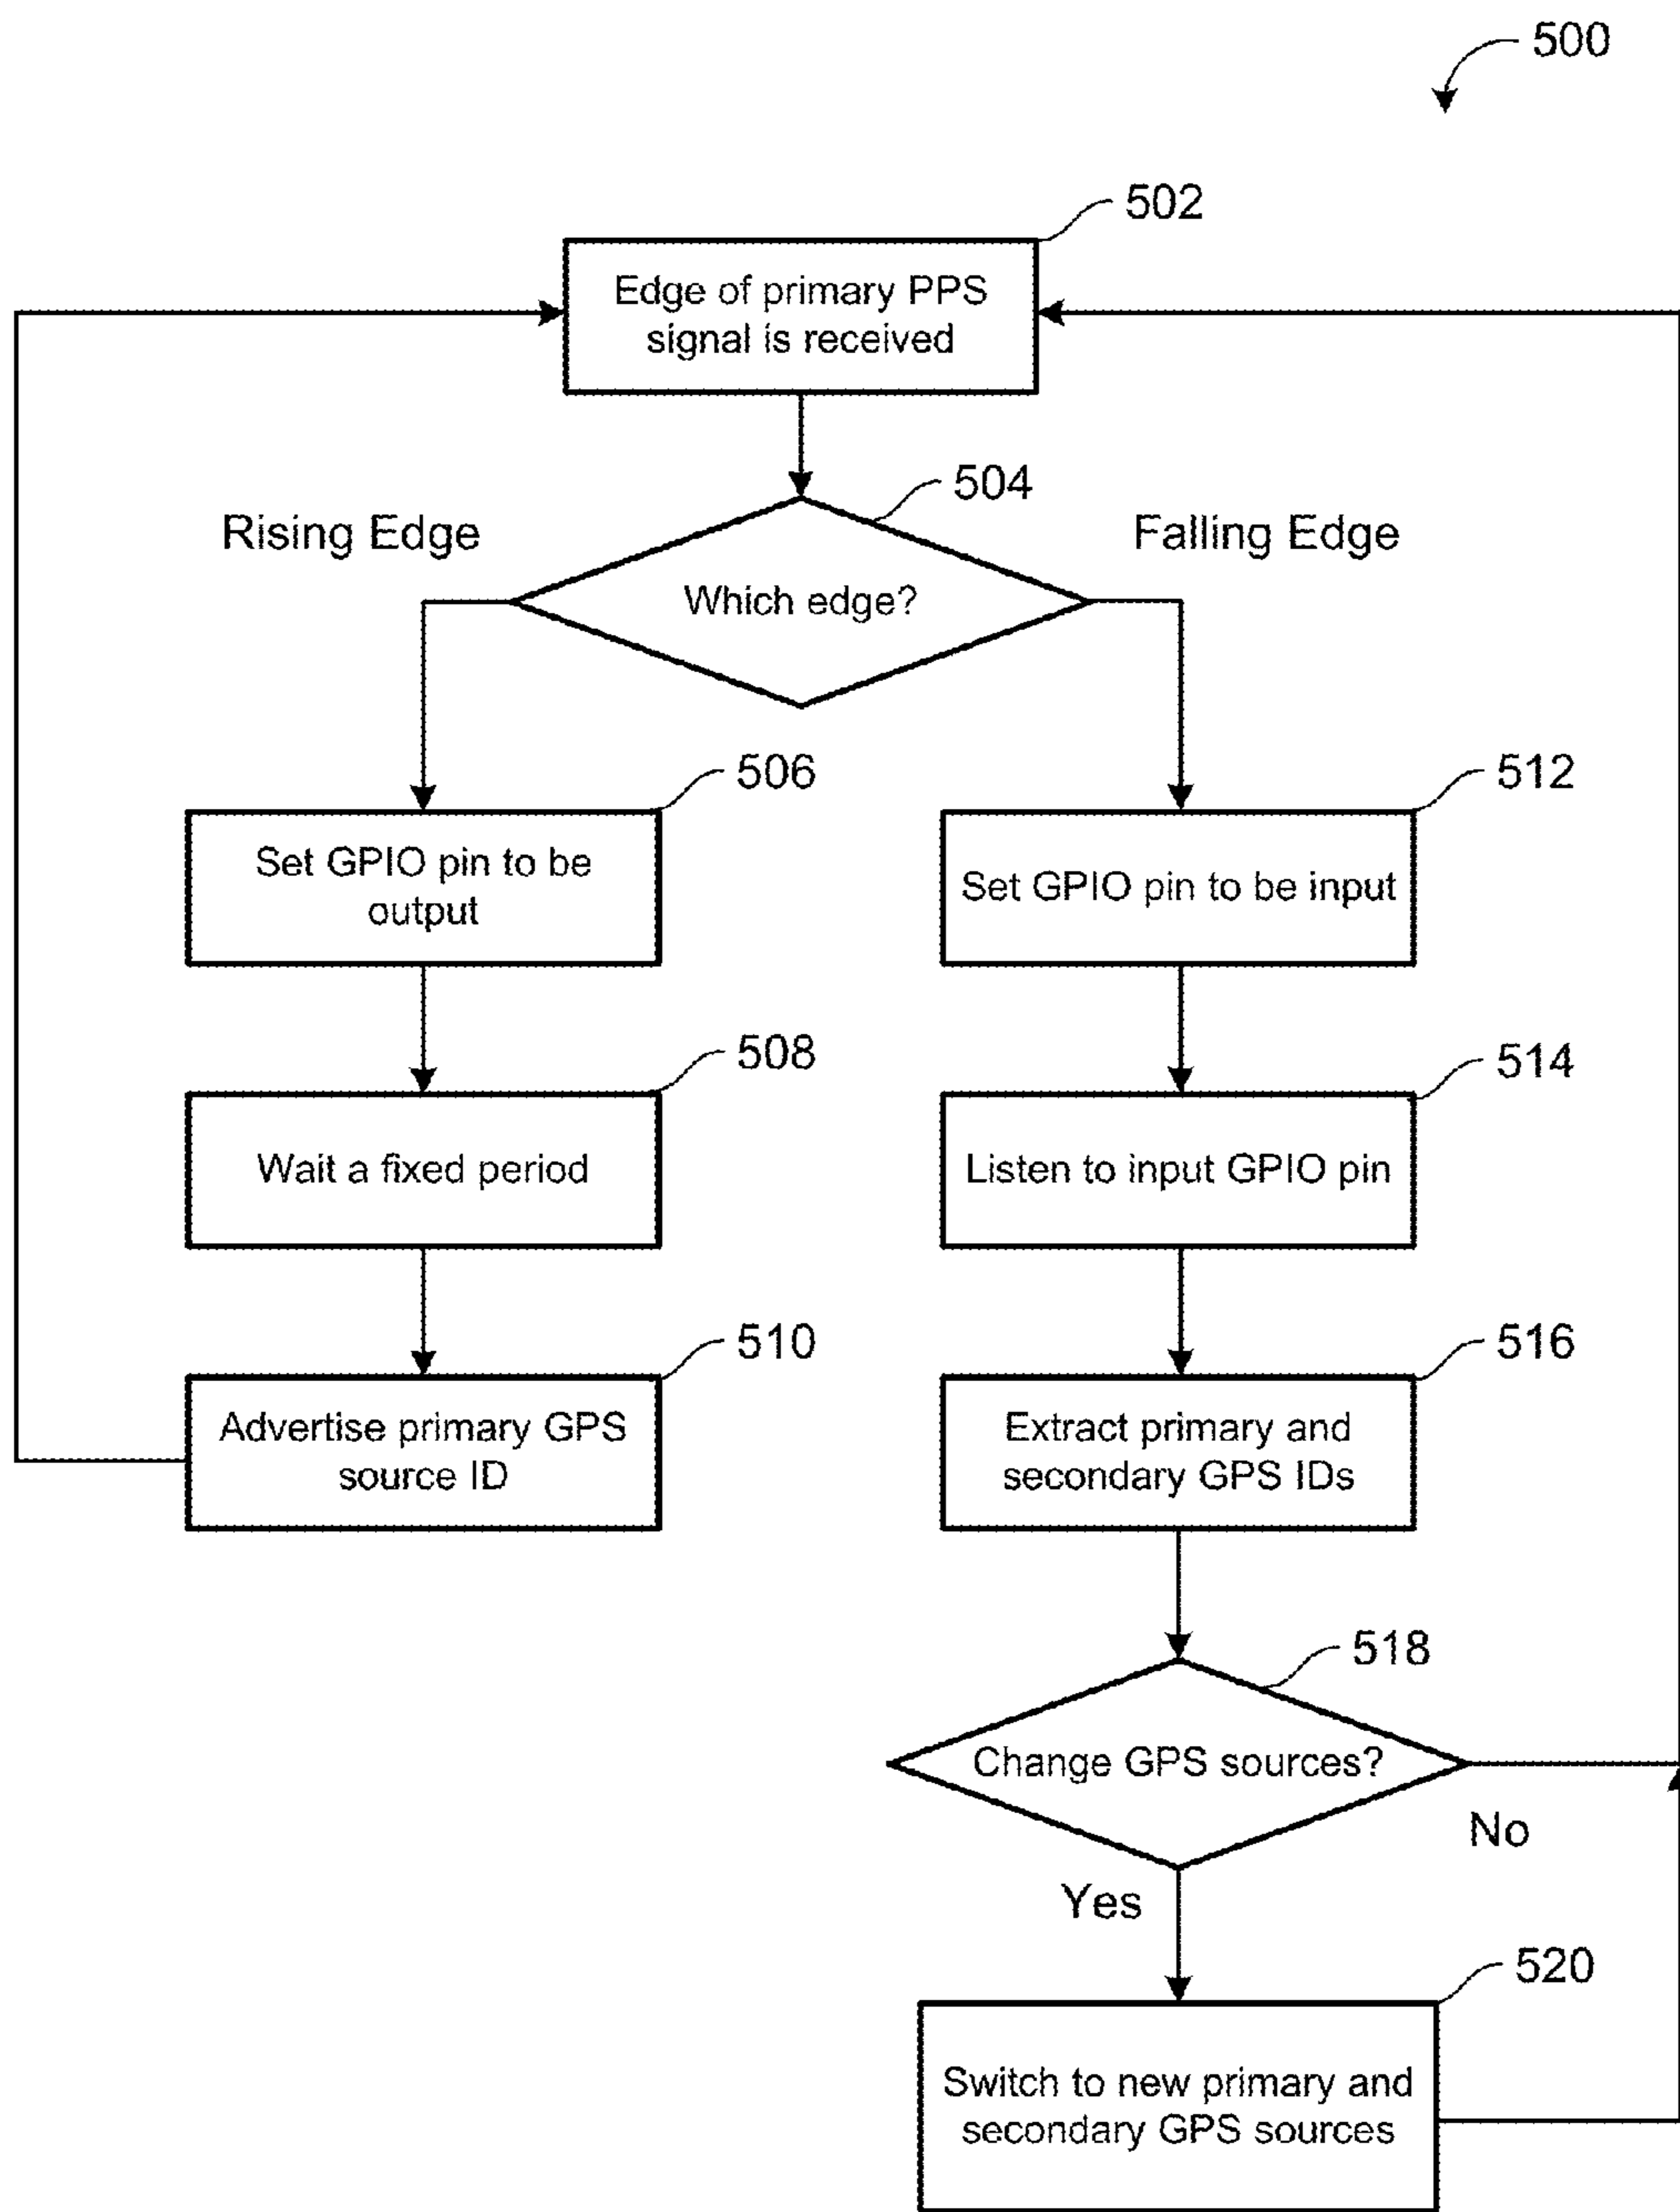 500
502
Edge of primary PPS
signal is received
504
Rising Edge
Falling Edge
Which edge?
506
Set GPIO pin to be
output
512
Set GPIO pin to be input
508
Wait a fixed period
514
Listen to input GPIO pin
510
Advertise primary GPS
source ID
516
Extract primary and
secondary GPS IDs
518
Change GPS sources?
No
Yes
520
Switch to new primary and
secondary GPS sources